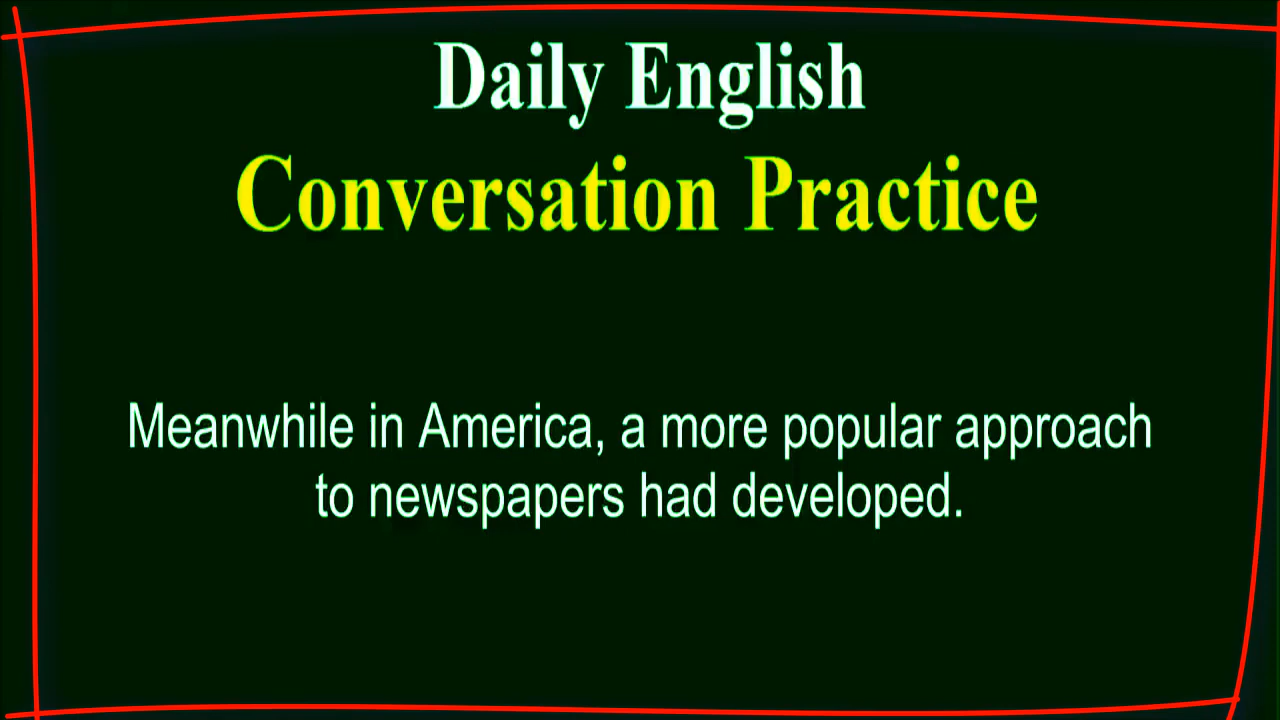 Daily English
Conversation Practice
Meanwhile in America, a more popular approach
to newspapers had developed.